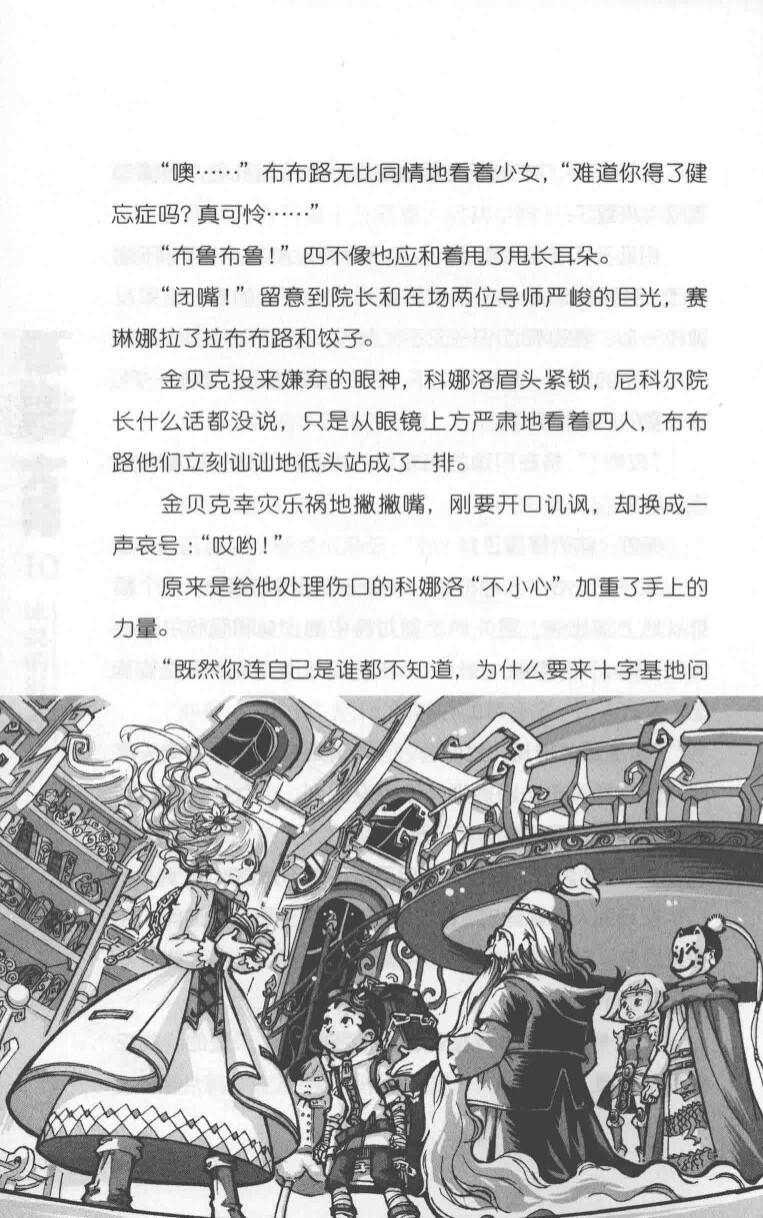 “噢……”布布路无比同情地看着少女，“难道你得了健
忘症吗？真可怜……”
“布鲁布鲁！”四不像也应和着甩了甩长耳朵。
“闭嘴！”留意到院长和在场两位导师严峻的目光，赛
琳娜拉了拉布布路和饺子。
金贝克投来嫌弃的眼神，科娜洛眉头紧锁，尼科尔院
长什么话都没说，只是从眼镜上方严肃地看着四人，布布
路他们立刻讪讪地低头站成了一排。
金贝克幸灾乐祸地撇撇嘴，刚要开口讥讽，却换成一
声哀号：“哎哟！”
原来是给他处理伤口的科娜洛“不小心”加重了手上的
力量。
“既然你连自己是谁都不知道，为什么要来十字基地问